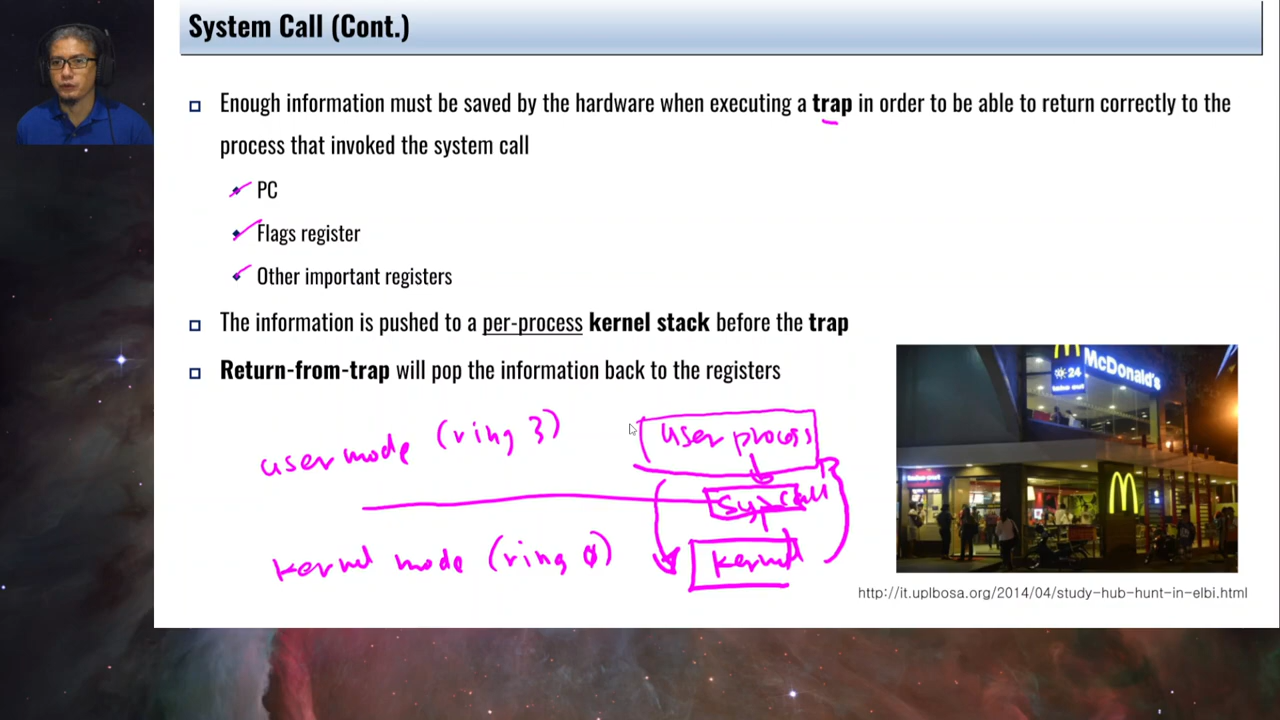 System Call (Cont.)
Enough information must be saved by the hardware when executing a trap in order to be able to return correctly to the
process that invoked the system call
PC
Flags register
Other important registers
The information is pushed to a per-process kernel stack before the trap
Return-from-trap will pop the information back to the registers
user mode (ring 3)
user process
syscall
kernel mode (ring 0)
kernel
McDonald's
24
http://it.uplbosa.org/2014/04/study-hub-hunt-in-elbi.html